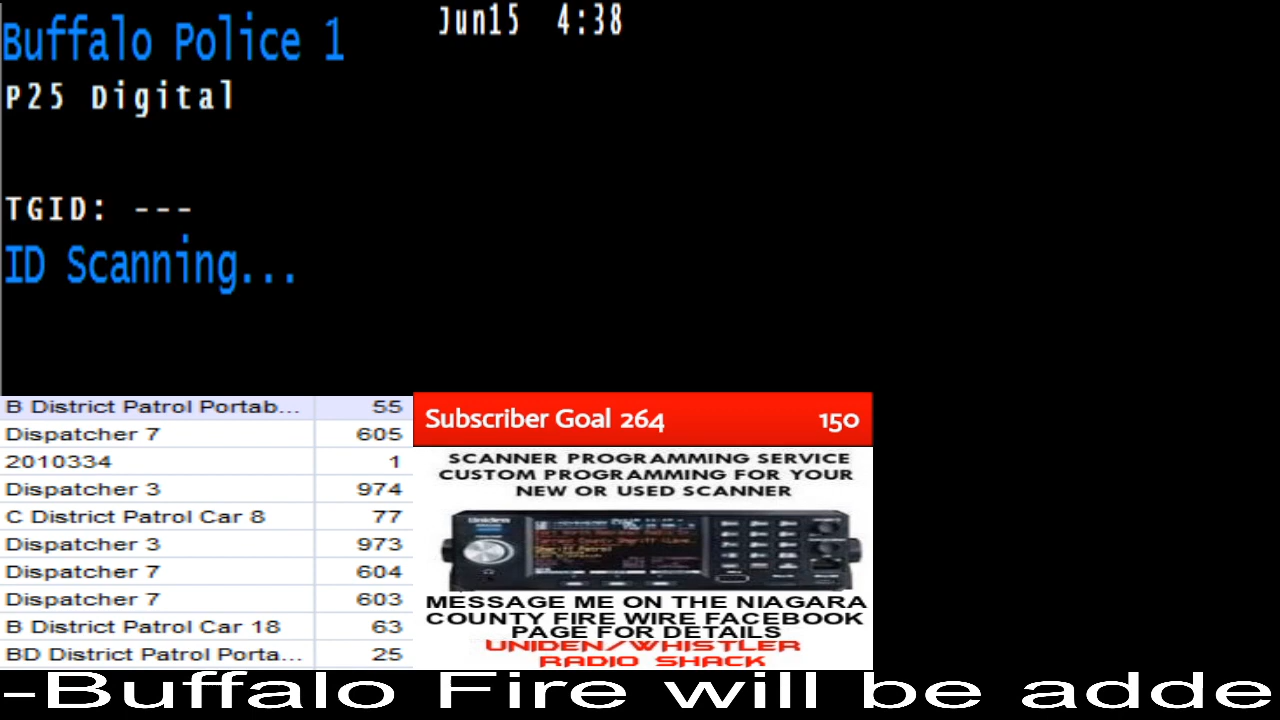 Buffalo Police 1
Jun15 4:38
P25 Digital
TGID: ---
ID Scanning...
B District Patrol Portab... 55
Dispatcher 7 605
2010334 1
Dispatcher 3 974
C District Patrol Car 8 77
Dispatcher 3 973
Dispatcher 7 604
Dispatcher 7 603
B District Patrol Car 18 63
BD District Patrol Porta... 25
Subscriber Goal 264 150
SCANNER PROGRAMMING SERVICE
CUSTOM PROGRAMMING FOR YOUR
NEW OR USED SCANNER
Uniden
MESSAGE ME ON THE NIAGARA
COUNTY FIRE WIRE FACEBOOK
PAGE FOR DETAILS
UNIDEN/WHISTLER
RADIO SHACK
-Buffalo Fire will be adde